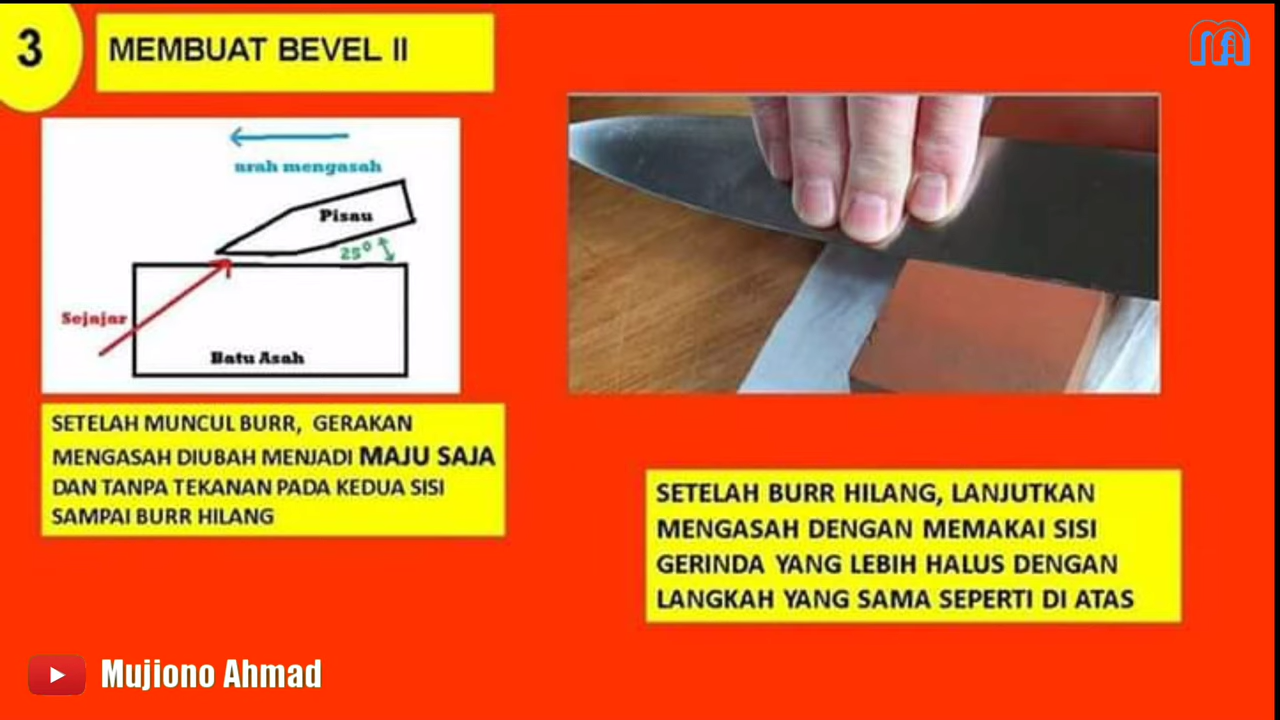 3
MEMBUAT BEVEL II
arah mengasah
Pisau
25°
Sejajar
Batu Asah
SETELAH MUNCUL BURR, GERAKAN
MENGASAH DIUBAH MENJADI MAJU SAJA
DAN TANPA TEKANAN PADA KEDUA SISI
SAMPAI BURR HILANG
SETELAH BURR HILANG, LANJUTKAN
MENGASAH DENGAN MEMAKAI SISI
GERINDA YANG LEBIH HALUS DENGAN
LANGKAH YANG SAMA SEPERTI DI ATAS
Mujiono Ahmad